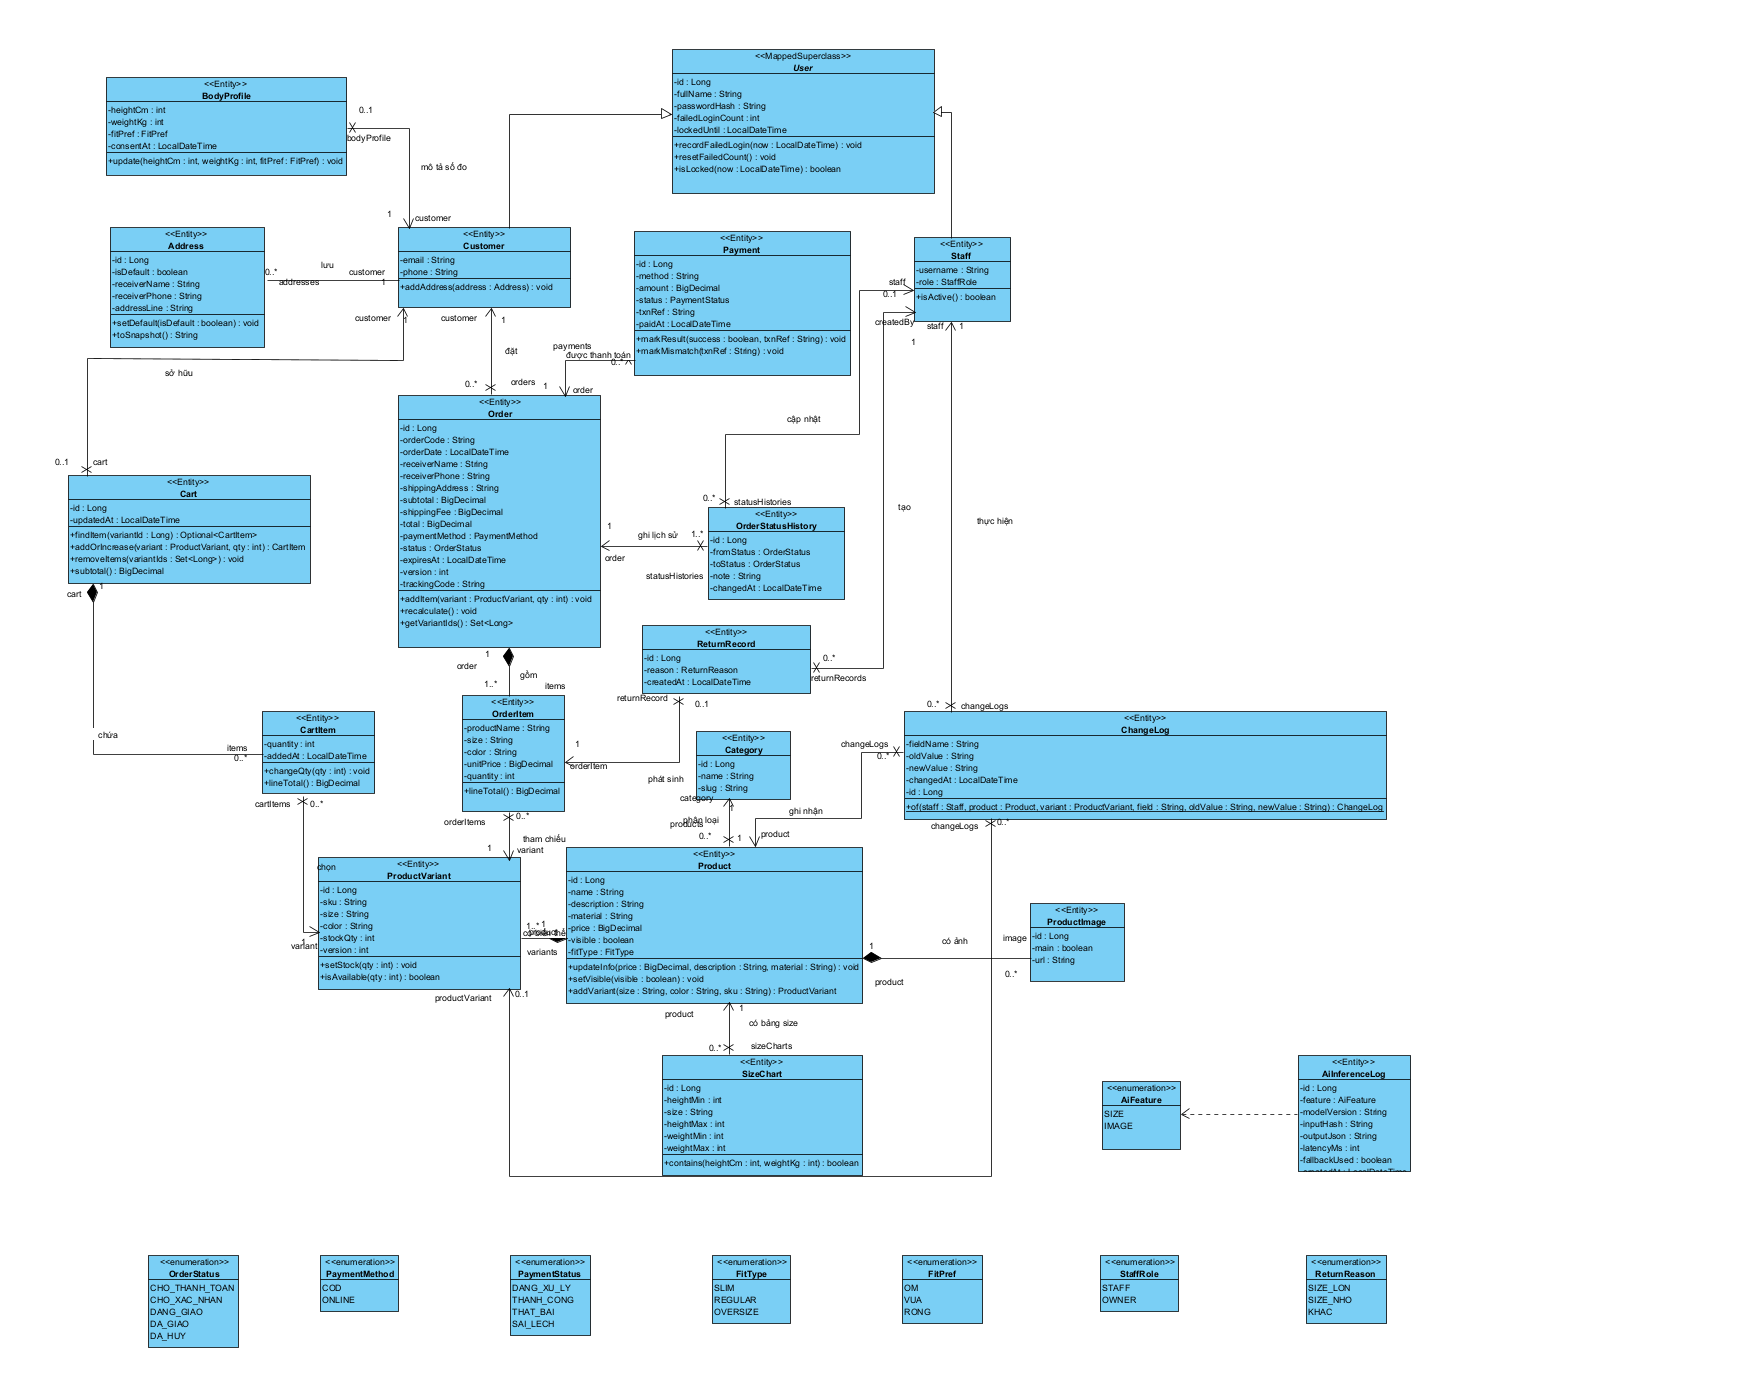 <<MappedSuperclass>>
User
-id : Long
-fullName : String
-passwordHash : String
-failedLoginCount : int
-lockedUntil : LocalDateTime
+recordFailedLogin(now : LocalDateTime) : void
+resetFailedCount() : void
+isLocked(now : LocalDateTime) : boolean
<<Entity>>
BodyProfile
-heightCm : int
-weightKg : int
-fitPref : FitPref
-consentAt : LocalDateTime
+update(heightCm : int, weightKg : int, fitPref : FitPref) : void
0..1
bodyProfile
mô tả số đo
1
customer
<<Entity>>
Address
-id : Long
-isDefault : boolean
-receiverName : String
-receiverPhone : String
-addressLine : String
+setDefault(isDefault : boolean) : void
+toSnapshot() : String
0..*
addresses
lưu
customer
1
<<Entity>>
Customer
-email : String
-phone : String
+addAddress(address : Address) : void
customer
1
customer
1
<<Entity>>
Payment
-id : Long
-method : String
-amount : BigDecimal
-status : PaymentStatus
-txnRef : String
-paidAt : LocalDateTime
+markResult(success : boolean, txnRef : String) : void
+markMismatch(txnRef : String) : void
<<Entity>>
Staff
-username : String
-role : StaffRole
+isActive() : boolean
staff
0..1
createdBy
1
staff
1
đặt
payments
được thanh toán
0..*
1
order
sở hữu
0..*
orders
cập nhật
tạo
thực hiện
0..1
cart
<<Entity>>
Cart
-id : Long
-updatedAt : LocalDateTime
+findItem(variantId : Long) : Optional<CartItem>
+addOrIncrease(variant : ProductVariant, qty : int) : CartItem
+removeItems(variantIds : Set<Long>) : void
+subtotal() : BigDecimal
1
cart
<<Entity>>
Order
-id : Long
-orderCode : String
-orderDate : LocalDateTime
-receiverName : String
-receiverPhone : String
-shippingAddress : String
-subtotal : BigDecimal
-shippingFee : BigDecimal
-total : BigDecimal
-paymentMethod : PaymentMethod
-status : OrderStatus
-expiresAt : LocalDateTime
-version : int
-trackingCode : String
+addItem(variant : ProductVariant, qty : int) : void
+recalculate() : void
+getVariantIds() : Set<Long>
1
order
ghi lịch sử
1..*
statusHistories
0..*
statusHistories
<<Entity>>
OrderStatusHistory
-id : Long
-fromStatus : OrderStatus
-toStatus : OrderStatus
-note : String
-changedAt : LocalDateTime
<<Entity>>
ReturnRecord
-id : Long
-reason : ReturnReason
-createdAt : LocalDateTime
0..*
returnRecords
returnRecord
0..1
1
order
gồm
1..*
items
<<Entity>>
OrderItem
-productName : String
-size : String
-color : String
-unitPrice : BigDecimal
-quantity : int
+lineTotal() : BigDecimal
1
orderItem
phát sinh
<<Entity>>
CartItem
-quantity : int
-addedAt : LocalDateTime
+changeQty(qty : int) : void
+lineTotal() : BigDecimal
chứa
items
0..*
cartItems
0..*
<<Entity>>
Category
-id : Long
-name : String
-slug : String
category
1
phân loại
products
0..*
1
0..*
changeLogs
<<Entity>>
ChangeLog
-fieldName : String
-oldValue : String
-newValue : String
-changedAt : LocalDateTime
-id : Long
+of(staff : Staff, product : Product, variant : ProductVariant, field : String, oldValue : String, newValue : String) : ChangeLog
changeLogs
0..*
ghi nhận
product
changeLogs
0..*
orderItems
0..*
tham chiếu
1
variant
<<Entity>>
ProductVariant
-id : Long
-sku : String
-size : String
-color : String
-stockQty : int
-version : int
+setStock(qty : int) : void
+isAvailable(qty : int) : boolean
chọn
1
variant
1..*
1
có biến thể
product
variants
productVariant
0..1
<<Entity>>
Product
-id : Long
-name : String
-description : String
-material : String
-price : BigDecimal
-visible : boolean
-fitType : FitType
+updateInfo(price : BigDecimal, description : String, material : String) : void
+setVisible(visible : boolean) : void
+addVariant(size : String, color : String, sku : String) : ProductVariant
1
product
có ảnh
image
0..*
<<Entity>>
ProductImage
-id : Long
-main : boolean
-url : String
product
1
có bảng size
0..*
sizeCharts
<<Entity>>
SizeChart
-id : Long
-heightMin : int
-size : String
-heightMax : int
-weightMin : int
-weightMax : int
+contains(heightCm : int, weightKg : int) : boolean
<<enumeration>>
AiFeature
SIZE
IMAGE
<<Entity>>
AiInferenceLog
-id : Long
-feature : AiFeature
-modelVersion : String
-inputHash : String
-outputJson : String
-latencyMs : int
-fallbackUsed : boolean
-createdAt : LocalDateTime
<<enumeration>>
OrderStatus
CHO_THANH_TOAN
CHO_XAC_NHAN
DANG_GIAO
DA_GIAO
DA_HUY
<<enumeration>>
PaymentMethod
COD
ONLINE
<<enumeration>>
PaymentStatus
DANG_XU_LY
THANH_CONG
THAT_BAI
SAI_LECH
<<enumeration>>
FitType
SLIM
REGULAR
OVERSIZE
<<enumeration>>
FitPref
OM
VUA
RONG
<<enumeration>>
StaffRole
STAFF
OWNER
<<enumeration>>
ReturnReason
SIZE_LON
SIZE_NHO
KHAC